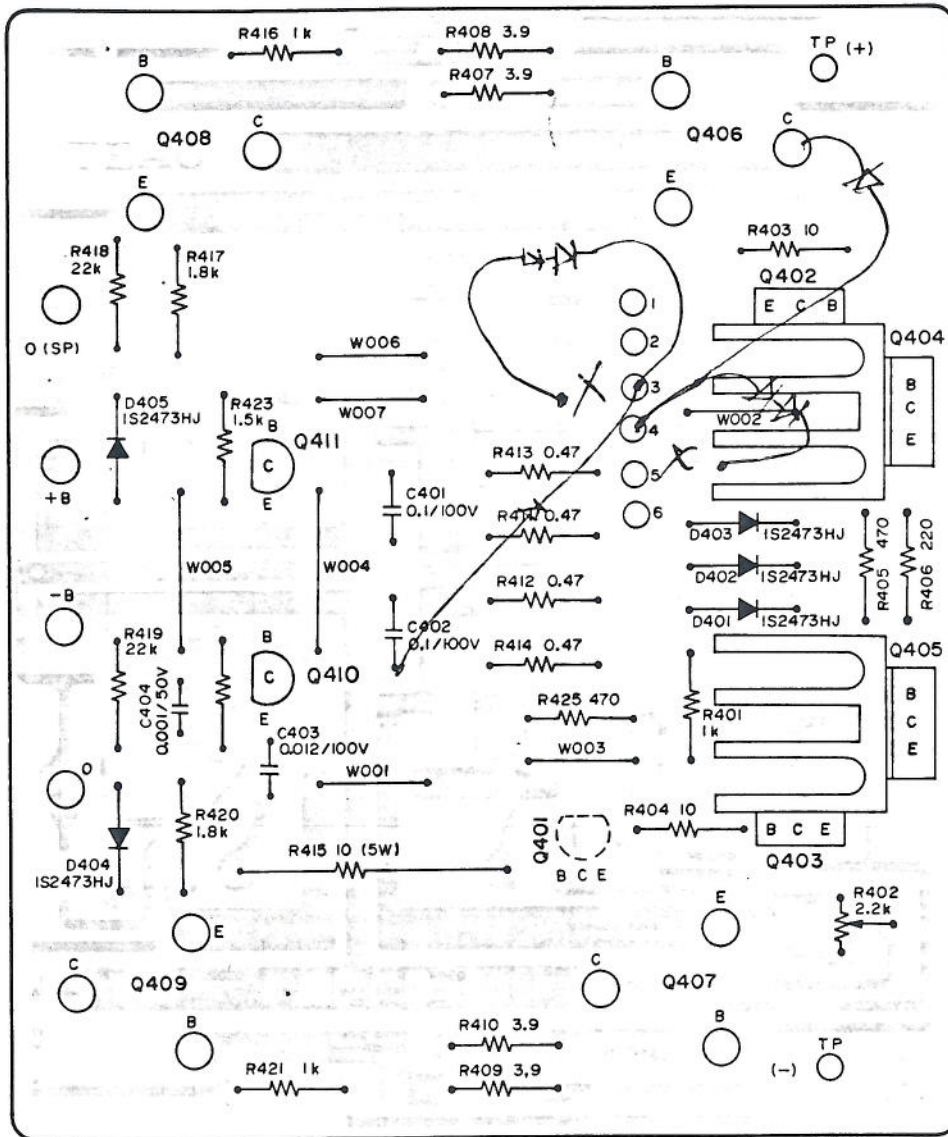 R416 1k
R408 3.9
TP (+)
B
R407 3.9
B
C
Q408
Q406
C
E
E
R418
22k
R417
1.8k
R403 10
Q402
E C B
1
O (SP)
2
Q404
W006
3
B
C
E
D405
1S2473HJ
R423
1.5k
W007
4
W002
B
Q411
C
E
+B
R413 0.47
5
C401
0.1/100V
6
R411 0.47
D403
1S2473HJ
R405 470
R406 220
W005
W004
D402
1S2473HJ
-B
R412 0.47
D401
1S2473HJ
C402
0.1/100V
R419
22k
B
Q410
C
E
R414 0.47
Q405
B
C
E
C404
0.001/50V
R401
1k
R425 470
C403
0.012/100V
W003
O
W001
R420
1.8k
R404 10
B C E
Q403
Q401
B C E
D404
1S2473HJ
R415 10 (5W)
R402
2.2k
E
E
C
Q409
C
Q407
B
B
R410 3.9
TP
(-)
R421 1k
R409 3.9